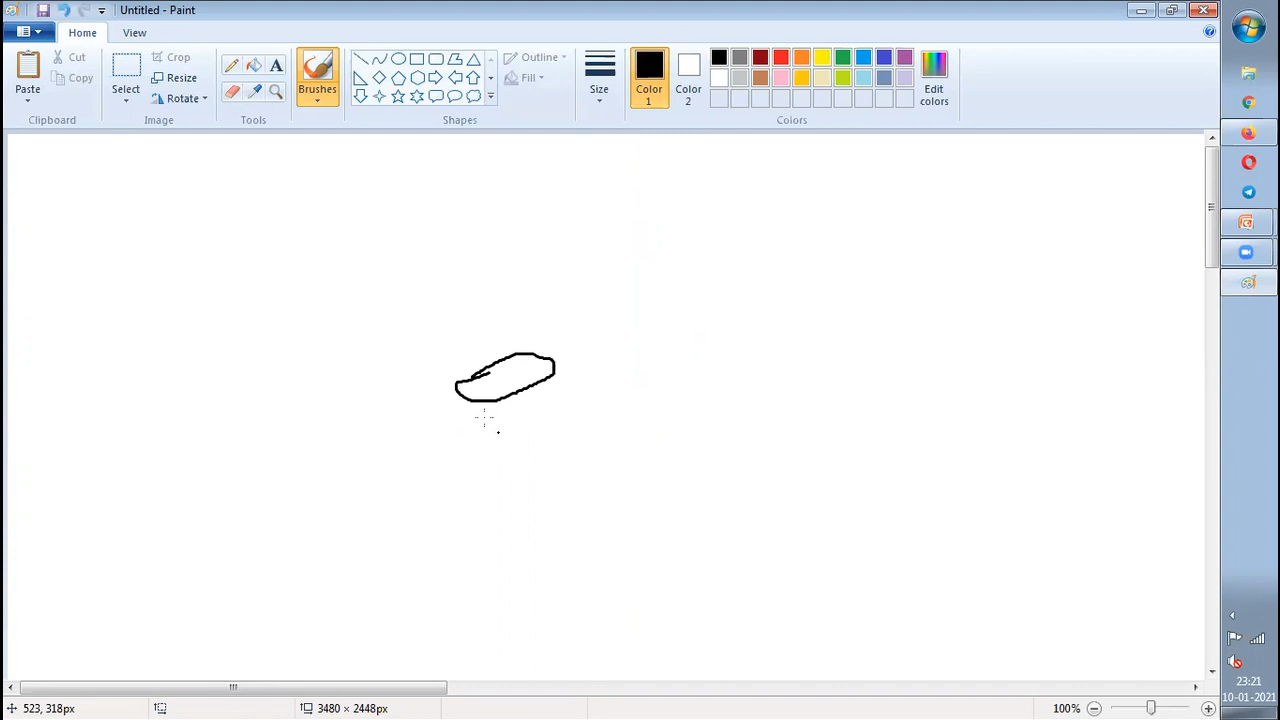 Untitled - Paint
Home
View
Paste
Cut
Copy
Clipboard
Select
Crop
Resize
Rotate
Image
Tools
Brushes
Shapes
Outline
Fill
Size
Color 1
Color 2
Edit colors
Colors
523, 318px
3480 × 2448px
100%
23:21
10-01-2021